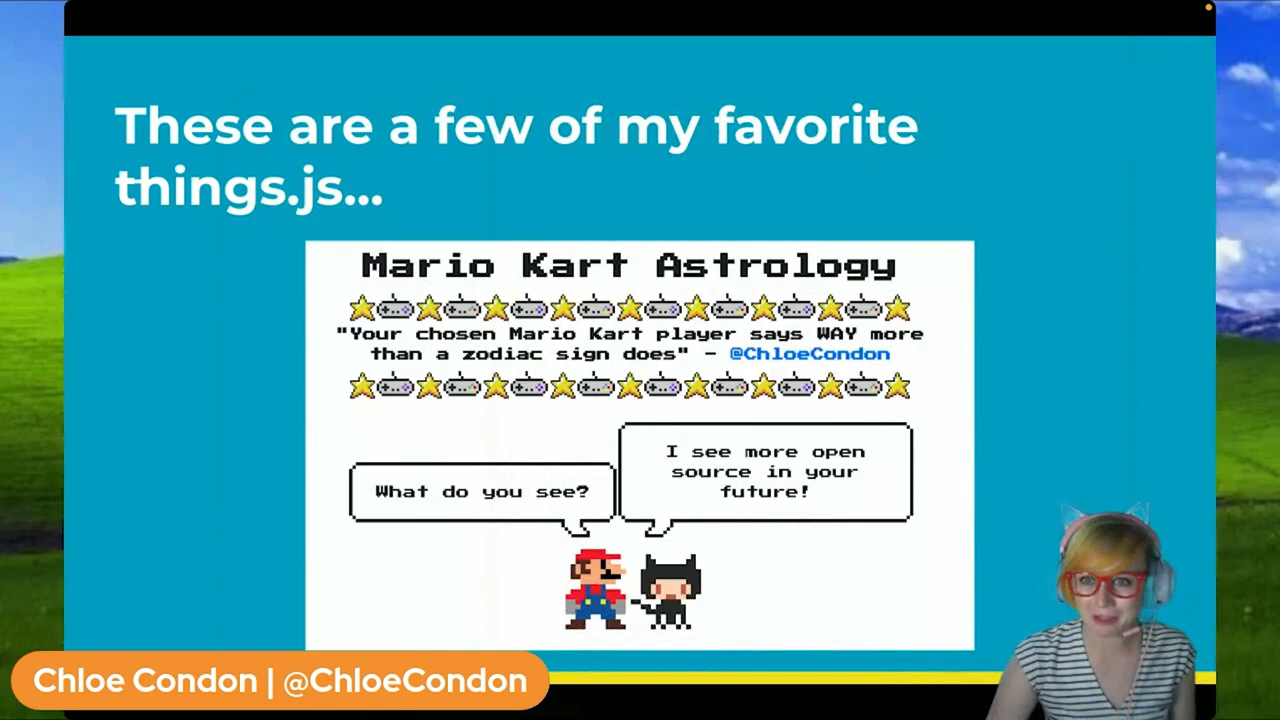 These are a few of my favorite
things.js...
Mario Kart Astrology
"Your chosen Mario Kart player says WAY more
than a zodiac sign does" - @ChloeCondon
What do you see?
I see more open
source in your
future!
Chloe Condon | @ChloeCondon